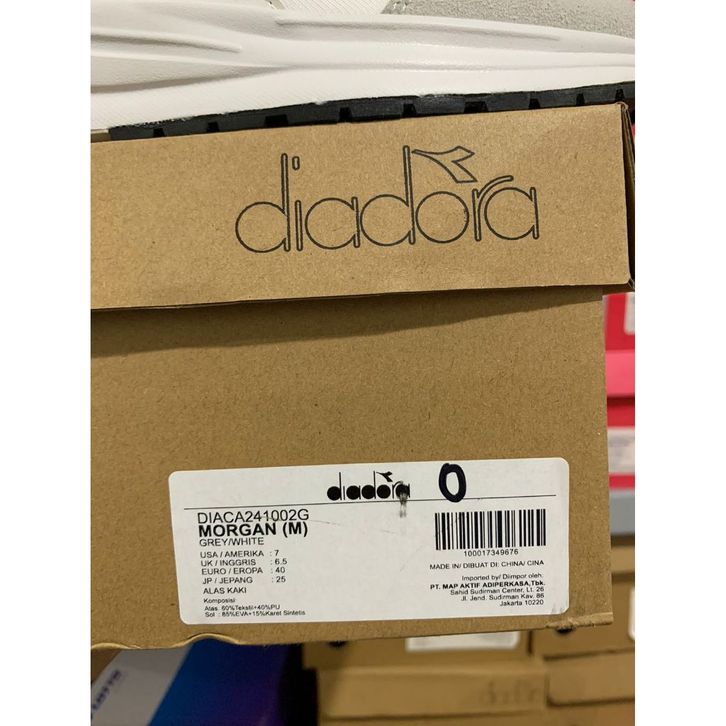 diadora
diadora 0
DIACA241002G
MORGAN (M)
GREY/WHITE
USA / AMERIKA : 7
UK / INGGRIS : 6.5
EURO / EROPA : 40
JP / JEPANG : 25
ALAS KAKI
Komposisi
Atas 60%Tekstil+40%PU
Sol : 85%EVA+15%Karet Sintetis
100017349676
MADE IN/ DIBUAT DI: CHINA/ CINA
Imported by/ Diimpor oleh:
PT. MAP AKTIF ADIPERKASA,Tbk.
Sahid Sudirman Center, Lt. 26
Jl. Jend. Sudirman Kav. 86
Jakarta 10220